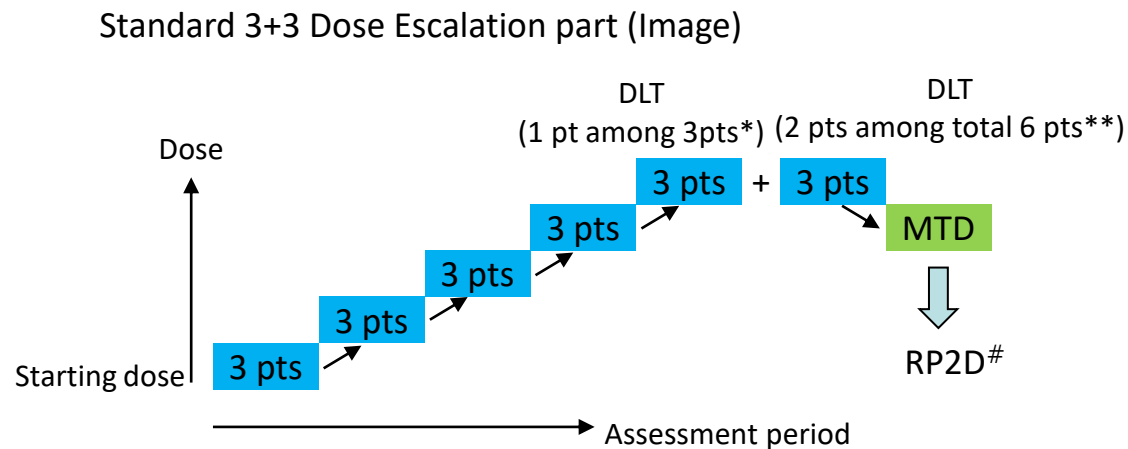 Standard 3+3 Dose Escalation part (Image)
DLT
(1 pt among 3pts*)
DLT
(2 pts among total 6 pts**)
Dose
3 pts + 3 pts
3 pts
MTD
3 pts
3 pts
Starting dose
3 pts
RP2D#
Assessment period